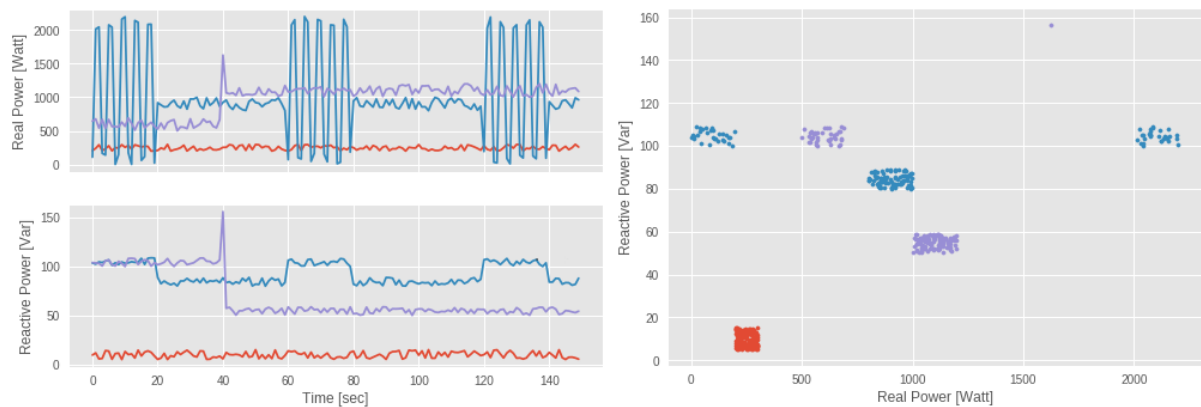 Real Power [Watt]
2000
1500
1000
500
0
Reactive Power [Var]
150
100
50
0
0 20 40 60 80 100 120 140
Time [sec]
Reactive Power [Var]
160
140
120
100
80
60
40
20
0
0 500 1000 1500 2000
Real Power [Watt]